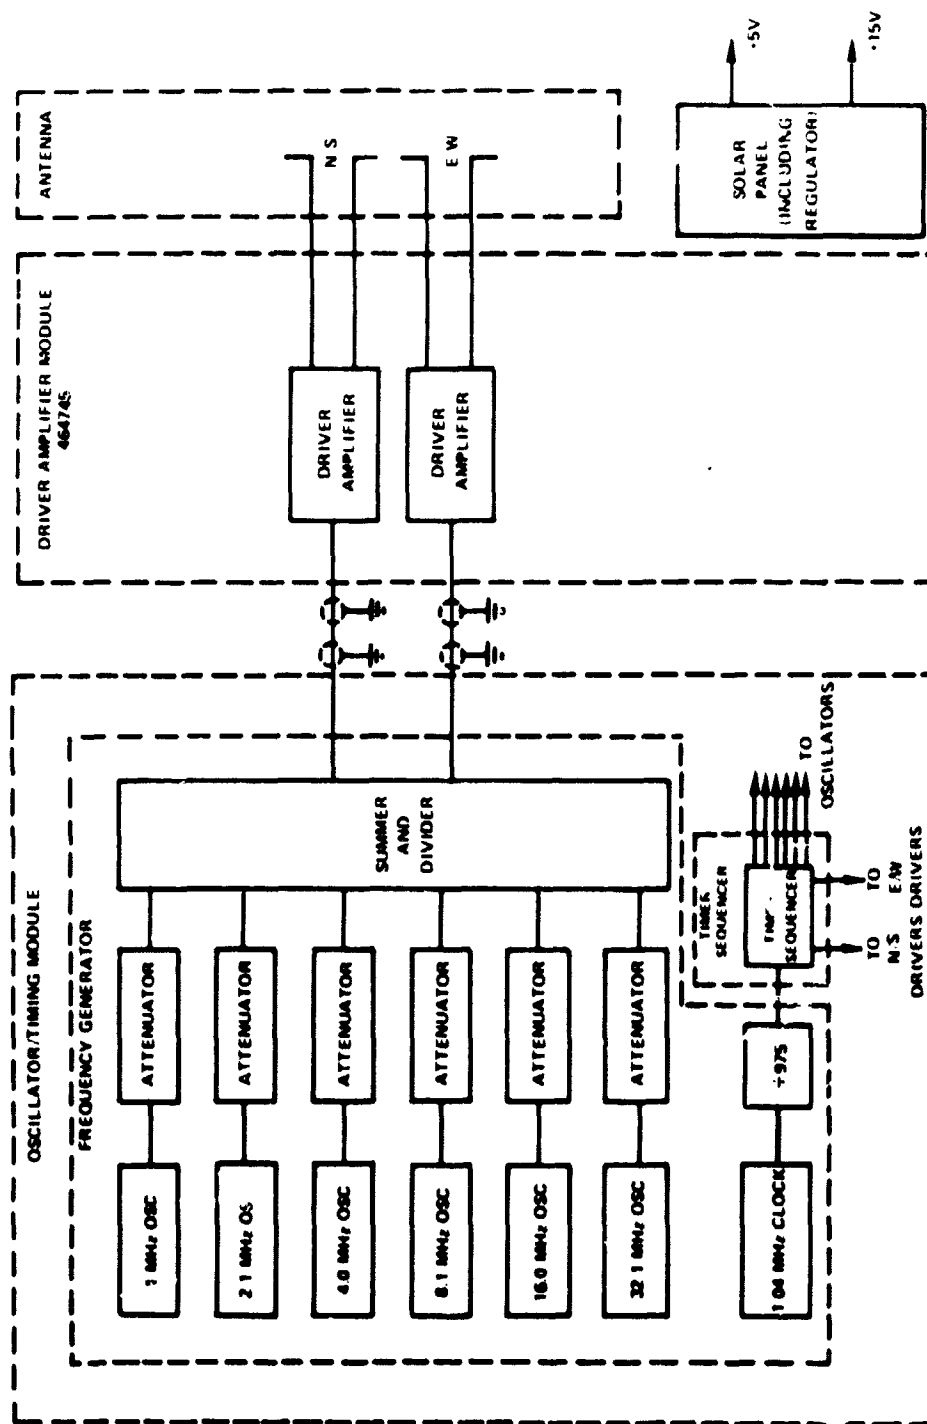 OSCILLATOR/TIMING MODULE
FREQUENCY GENERATOR
1 MHz OSC
ATTENUATOR
2 1 MHz OS
ATTENUATOR
4.0 MHz OSC
ATTENUATOR
8.1 MHz OSC
ATTENUATOR
16.0 MHz OSC
ATTENUATOR
32 1 MHz OSC
ATTENUATOR
SUMMER
AND
DIVIDER
1 04 MHz CLOCK
÷975
TIMER
SEQUENCER
SEQUENCER
TO
OSCILLATORS
TO
N-S
DRIVERS
TO
E/W
DRIVERS
DRIVER AMPLIFIER MODULE
464745
DRIVER
AMPLIFIER
DRIVER
AMPLIFIER
ANTENNA
N S
E W
SOLAR
PANEL
(INCLUDING
REGULATOR)
+5V
+15V